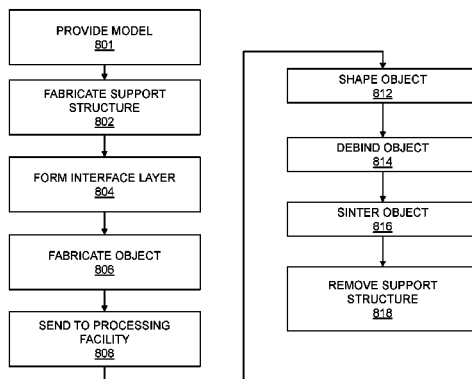 PROVIDE MODEL
801
FABRICATE SUPPORT
STRUCTURE
802
FORM INTERFACE LAYER
804
FABRICATE OBJECT
806
SEND TO PROCESSING
FACILITY
808
SHAPE OBJECT
812
DEBIND OBJECT
814
SINTER OBJECT
816
REMOVE SUPPORT
STRUCTURE
818